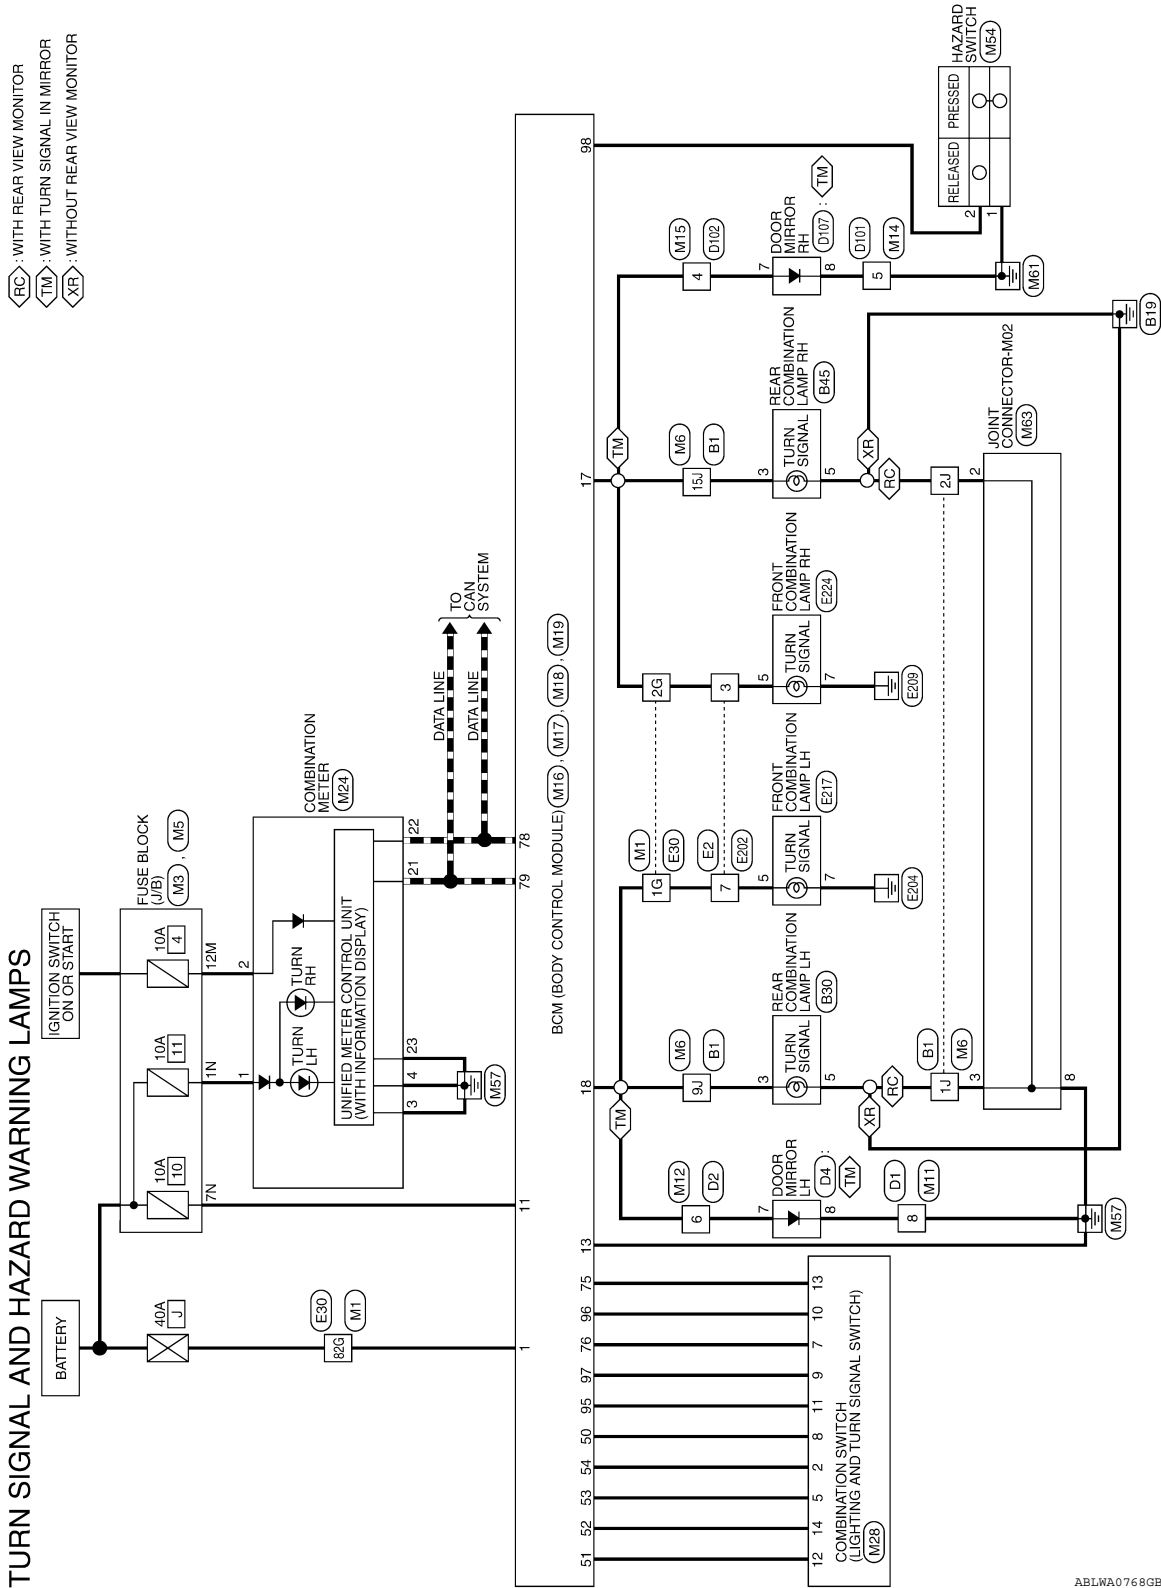 TURN SIGNAL AND HAZARD WARNING LAMPS
RC : WITH REAR VIEW MONITOR
TM : WITH TURN SIGNAL IN MIRROR
XR : WITHOUT REAR VIEW MONITOR
BATTERY
IGNITION SWITCH
ON OR START
40A
J
10A
10
10A
11
10A
4
FUSE BLOCK
(J/B)
M3 , M5
7N
1N
12M
82G
E30
M1
1
2
COMBINATION
METER
M24
TURN
LH
TURN
RH
UNIFIED METER CONTROL UNIT
(WITH INFORMATION DISPLAY)
3
4
23
21
22
M57
DATA LINE
DATA LINE
TO
CAN
SYSTEM
1
11
79
78
BCM (BODY CONTROL MODULE) M16 , M17 , M18 , M19
51
52
53
54
50
95
97
76
96
75
13
18
17
98
12
14
5
2
8
11
9
7
10
13
COMBINATION SWITCH
(LIGHTING AND TURN SIGNAL SWITCH)
M28
TM
6
M12
D2
7
DOOR
MIRROR
LH
D4 :
TM
8
8
D1
M11
M57
9J
M6
B1
3
TURN
SIGNAL
REAR
COMBINATION
LAMP LH
B30
5
XR
RC
1J
B1
M6
3
1G
M1
E30
7
E2
E202
5
TURN
SIGNAL
FRONT
COMBINATION
LAMP LH
E217
7
E204
2G
3
5
TURN
SIGNAL
FRONT
COMBINATION
LAMP RH
E224
7
E209
TM
15J
M6
B1
3
TURN
SIGNAL
REAR
COMBINATION
LAMP RH
B45
5
XR
RC
2J
2
JOINT
CONNECTOR-M02
M63
8
B19
4
M15
D102
7
DOOR
MIRROR
RH
D107 :
TM
8
5
D101
M14
M61
HAZARD
SWITCH
M54
RELEASED
PRESSED
2
1
ABLWA0768GB